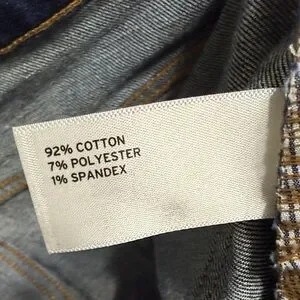 92% COTTON
7% POLYESTER
1% SPANDEX